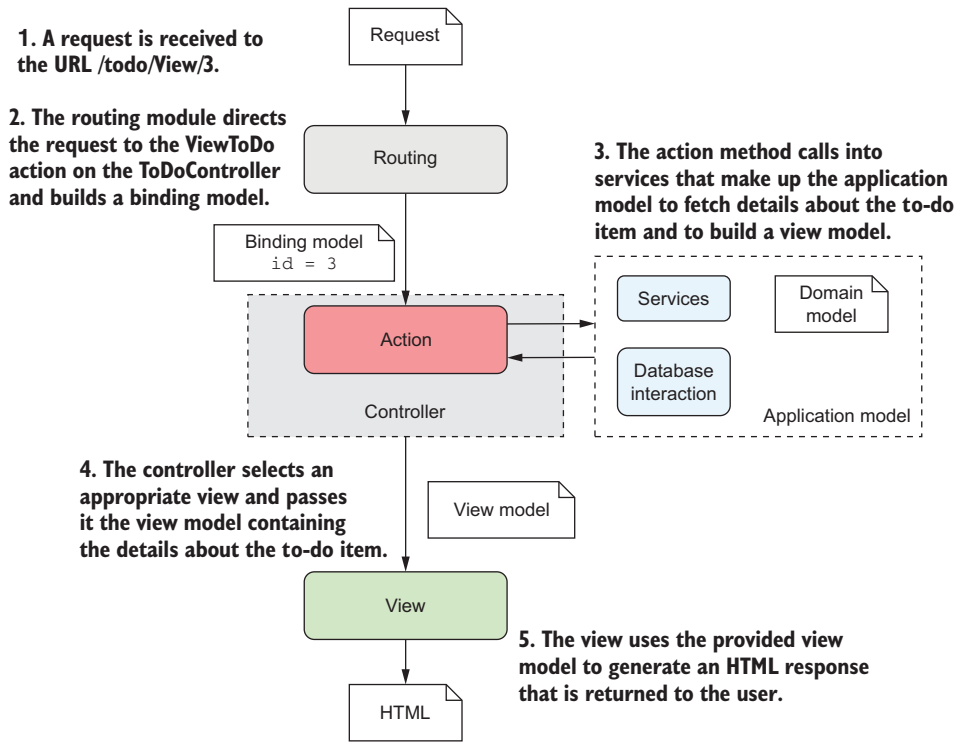 1. A request is received to
the URL /todo/View/3.
Request
2. The routing module directs
the request to the ViewToDo
action on the ToDoController
and builds a binding model.
Routing
3. The action method calls into
services that make up the application
model to fetch details about the to-do
item and to build a view model.
Binding model
id = 3
Action
Controller
Services
Domain
model
Database
interaction
Application model
4. The controller selects an
appropriate view and passes
it the view model containing
the details about the to-do item.
View model
View
5. The view uses the provided view
model to generate an HTML response
that is returned to the user.
HTML